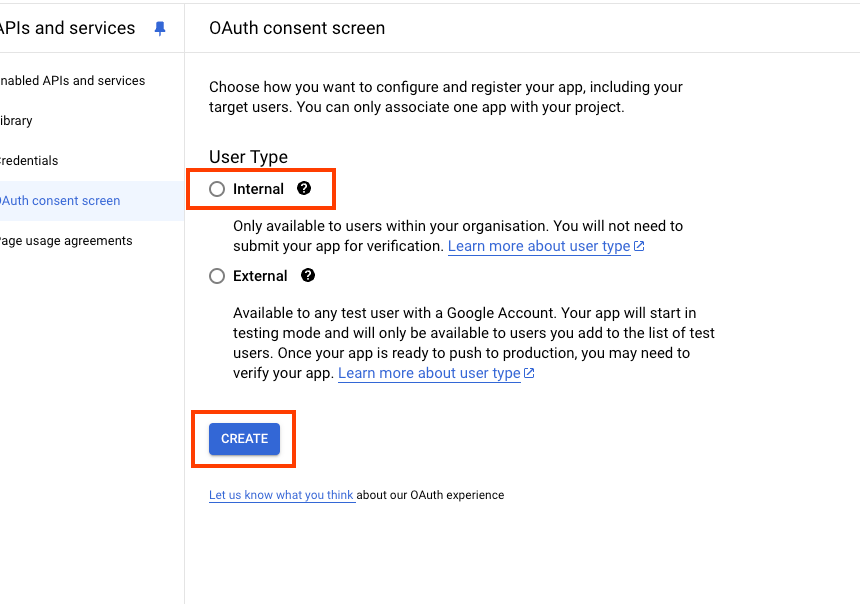 APIs and services
OAuth consent screen
nabled APIs and services
ibrary
redentials
OAuth consent screen
age usage agreements
Choose how you want to configure and register your app, including your
target users. You can only associate one app with your project.
User Type
Internal
Only available to users within your organisation. You will not need to
submit your app for verification. Learn more about user type
External
Available to any test user with a Google Account. Your app will start in
testing mode and will only be available to users you add to the list of test
users. Once your app is ready to push to production, you may need to
verify your app. Learn more about user type
CREATE
Let us know what you think about our OAuth experience